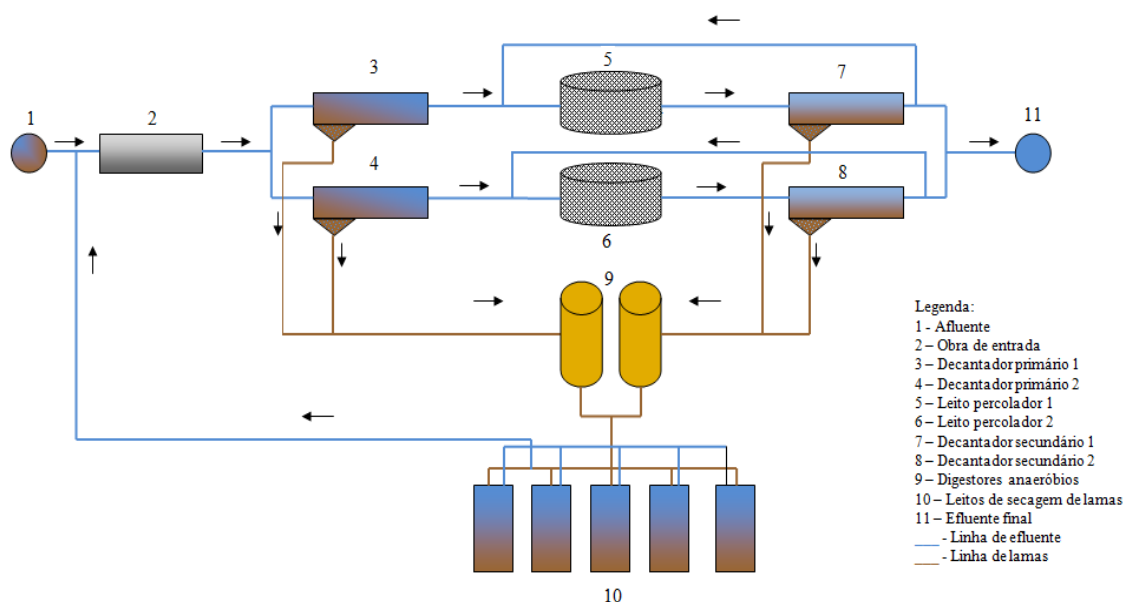 5
3
7
1
2
11
4
8
6
9
Legenda:
1 - Afluente
2 – Obra de entrada
3 – Decantador primário 1
4 – Decantador primário 2
5 – Leito percolador 1
6 – Leito percolador 2
7 – Decantador secundário 1
8 – Decantador secundário 2
9 – Digestores anaeróbios
10 – Leitos de secagem de lamas
11 – Efluente final
____ - Linha de efluente
____ - Linha de lamas
10